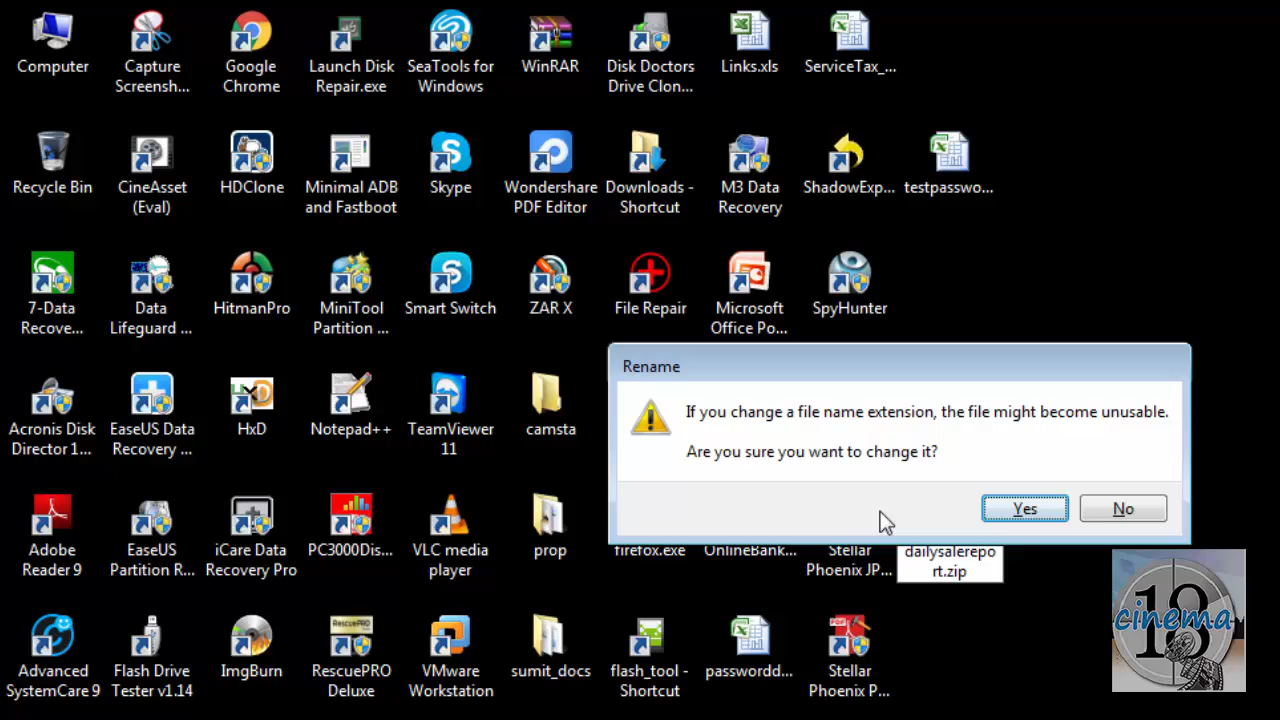 Computer
Capture
Screensh...
Google
Chrome
Launch Disk
Repair.exe
SeaTools for
Windows
WinRAR
Disk Doctors
Drive Clon...
Links.xls
ServiceTax_...
Recycle Bin
CineAsset
(Eval)
HDClone
Minimal ADB
and Fastboot
Skype
Wondershare
PDF Editor
Downloads -
Shortcut
M3 Data
Recovery
ShadowExp...
testpasswo...
7-Data
Recove...
Data
Lifeguard ...
HitmanPro
MiniTool
Partition ...
Smart Switch
ZAR X
File Repair
Microsoft
Office Po...
SpyHunter
Rename
If you change a file name extension, the file might become unusable.
Are you sure you want to change it?
Yes
No
Acronis Disk
Director 1...
EaseUS Data
Recovery ...
HxD
Notepad++
TeamViewer
11
camsta
Adobe
Reader 9
EaseUS
Partition R...
iCare Data
Recovery Pro
PC3000Dis...
VLC media
player
prop
firefox.exe
OnlineBank...
Stellar
Phoenix JP...
dailysalerepo
rt.zip
Advanced
SystemCare 9
Flash Drive
Tester v1.14
ImgBurn
RescuePRO
RescuePRO
Deluxe
VMware
Workstation
sumit_docs
flash_tool -
Shortcut
passwordd...
Stellar
Phoenix P...
18
cinema